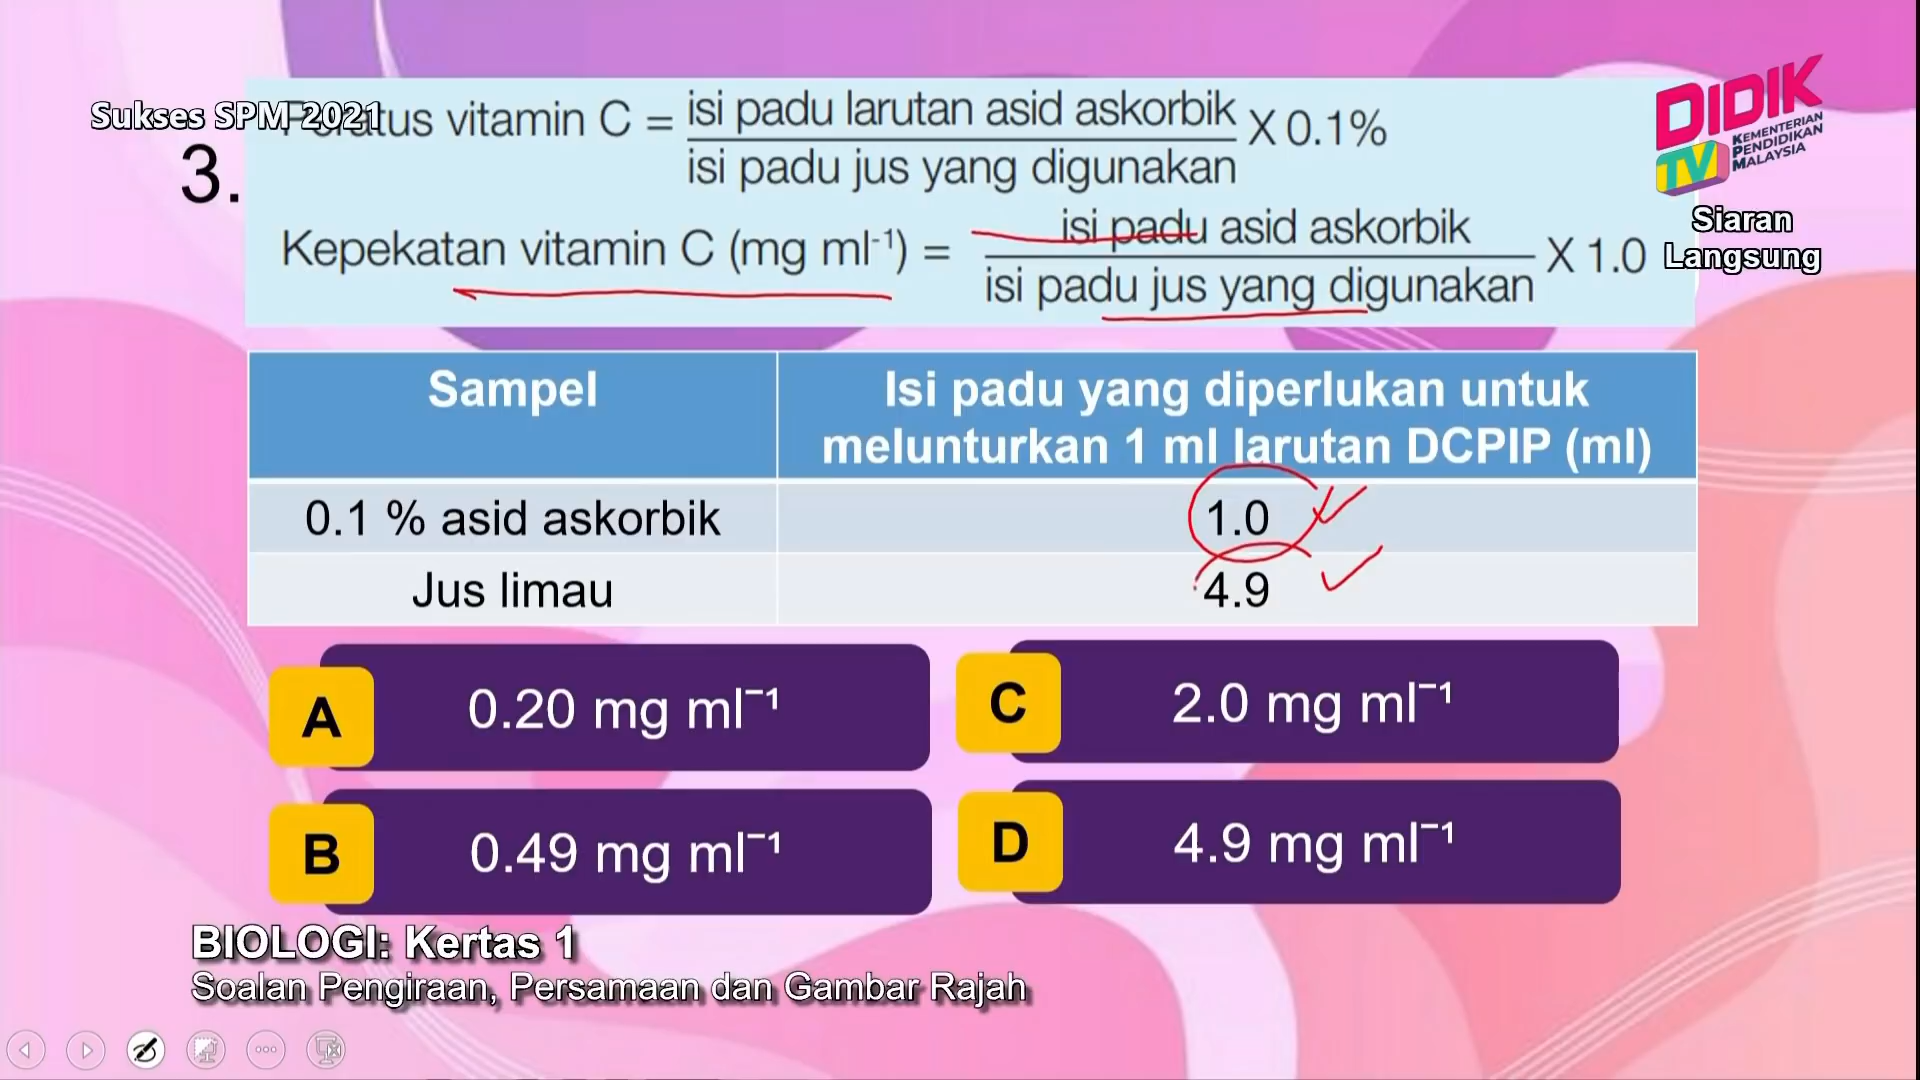 Sukses SPM 2021
3.
Peratus vitamin C = isi padu larutan asid askorbik X 0.1%
isi padu jus yang digunakan
Kepekatan vitamin C (mg ml⁻¹) = isi padu asid askorbik X 1.0
isi padu jus yang digunakan
DIDIK
TV
KEMENTERIAN
PENDIDIKAN
MALAYSIA
Siaran
Langsung
Sampel
Isi padu yang diperlukan untuk
melunturkan 1 ml larutan DCPIP (ml)
0.1 % asid askorbik 1.0
Jus limau 4.9
A 0.20 mg ml⁻¹
C 2.0 mg ml⁻¹
B 0.49 mg ml⁻¹
D 4.9 mg ml⁻¹
BIOLOGI: Kertas 1
Soalan Pengiraan, Persamaan dan Gambar Rajah